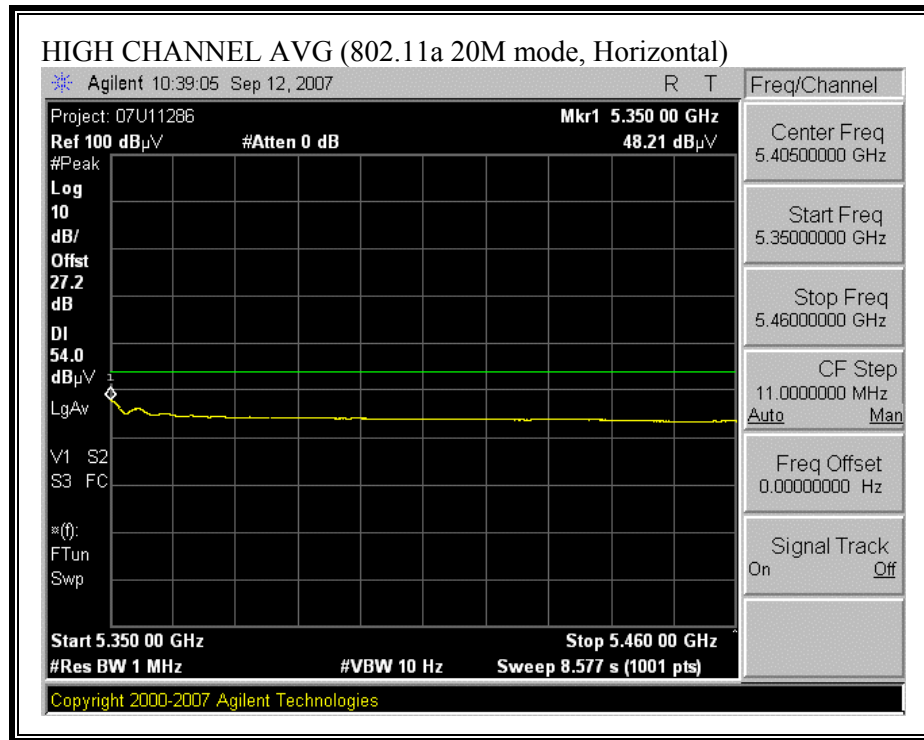 HIGH CHANNEL AVG (802.11a 20M mode, Horizontal)
Agilent 10:39:05 Sep 12, 2007 R T
Project: 07U11286 Mkr1 5.350 00 GHz
Ref 100 dBµV #Atten 0 dB 48.21 dBµV
#Peak
Log
10
dB/
Offst
27.2
dB
DI
54.0
dBµV
1
LgAv
V1 S2
S3 FC
¤(f):
FTun
Swp
Start 5.350 00 GHz Stop 5.460 00 GHz
#Res BW 1 MHz #VBW 10 Hz Sweep 8.577 s (1001 pts)
Copyright 2000-2007 Agilent Technologies
Freq/Channel
Center Freq
5.40500000 GHz
Start Freq
5.35000000 GHz
Stop Freq
5.46000000 GHz
CF Step
11.0000000 MHz
Auto Man
Freq Offset
0.00000000 Hz
Signal Track
On Off